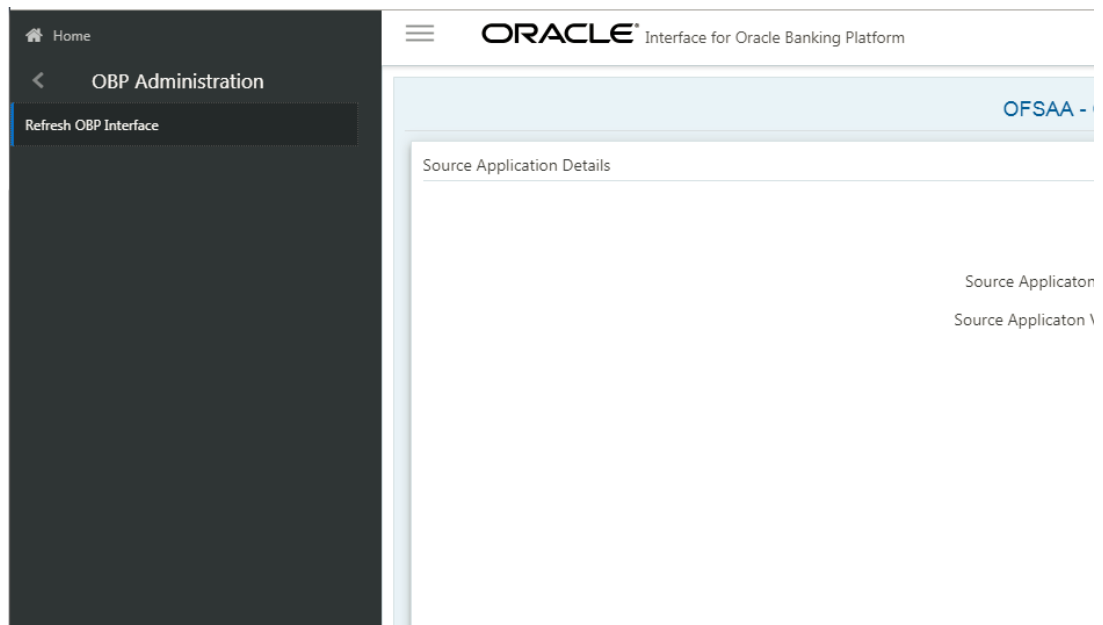 Home
OBP Administration
Refresh OBP Interface
ORACLE Interface for Oracle Banking Platform
OFSAA -
Source Application Details
Source Applicaton
Source Applicaton